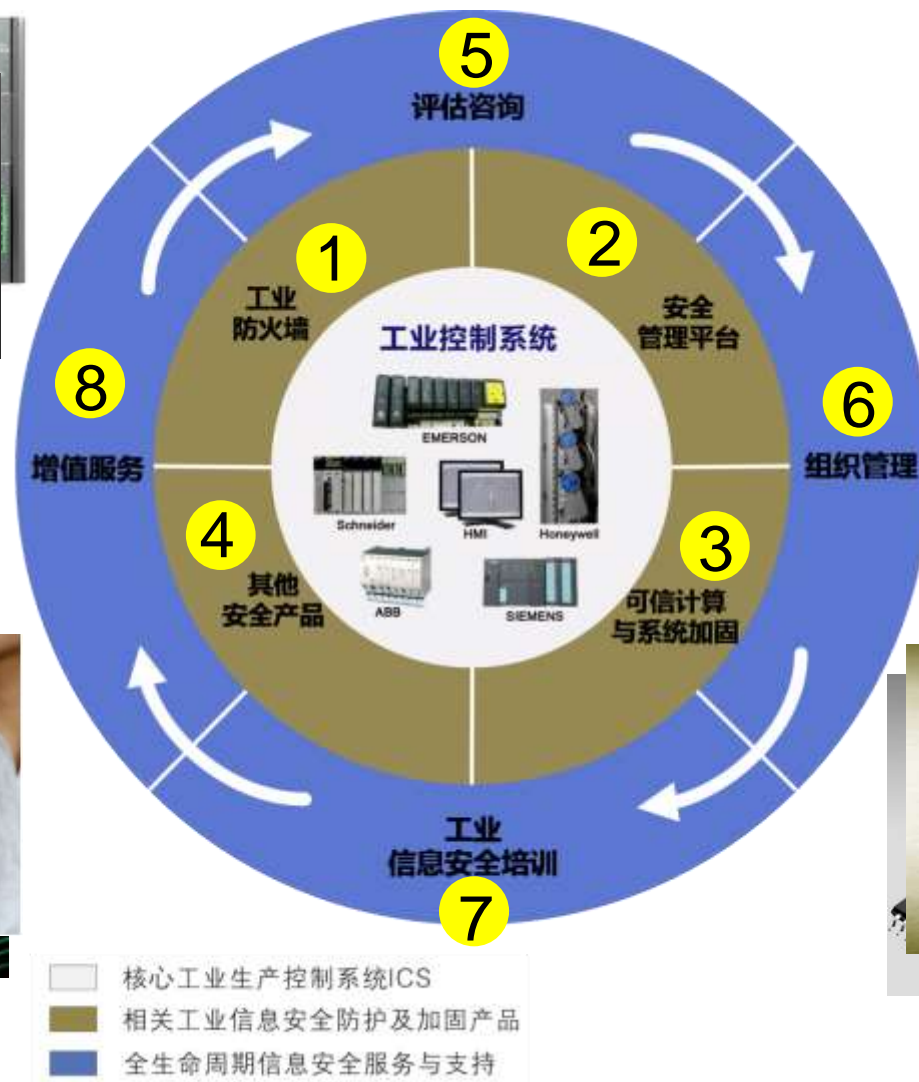 5
评估咨询
1
2
工业
防火墙
安全
管理平台
工业控制系统
8
6
EMERSON
增值服务
组织管理
4
Schneider
HMI
Honeywell
3
其他
安全产品
ABB
SIEMENS
可信计算
与系统加固
工业
信息安全培训
7
核心工业生产控制系统ICS
相关工业信息安全防护及加固产品
全生命周期信息安全服务与支持